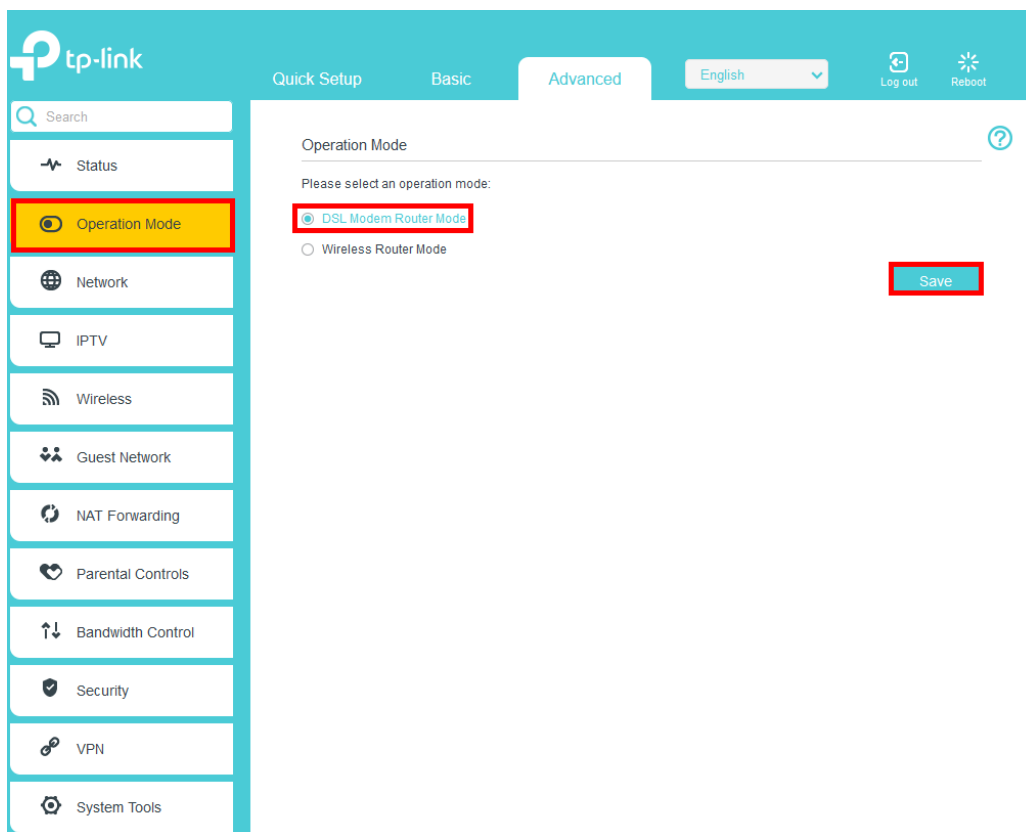 tp-link
Quick Setup
Basic
Advanced
English
Log out
Reboot
Search
Status
Operation Mode
Network
IPTV
Wireless
Guest Network
NAT Forwarding
Parental Controls
Bandwidth Control
Security
VPN
System Tools
Operation Mode
?
Please select an operation mode:
DSL Modem Router Mode
Wireless Router Mode
Save